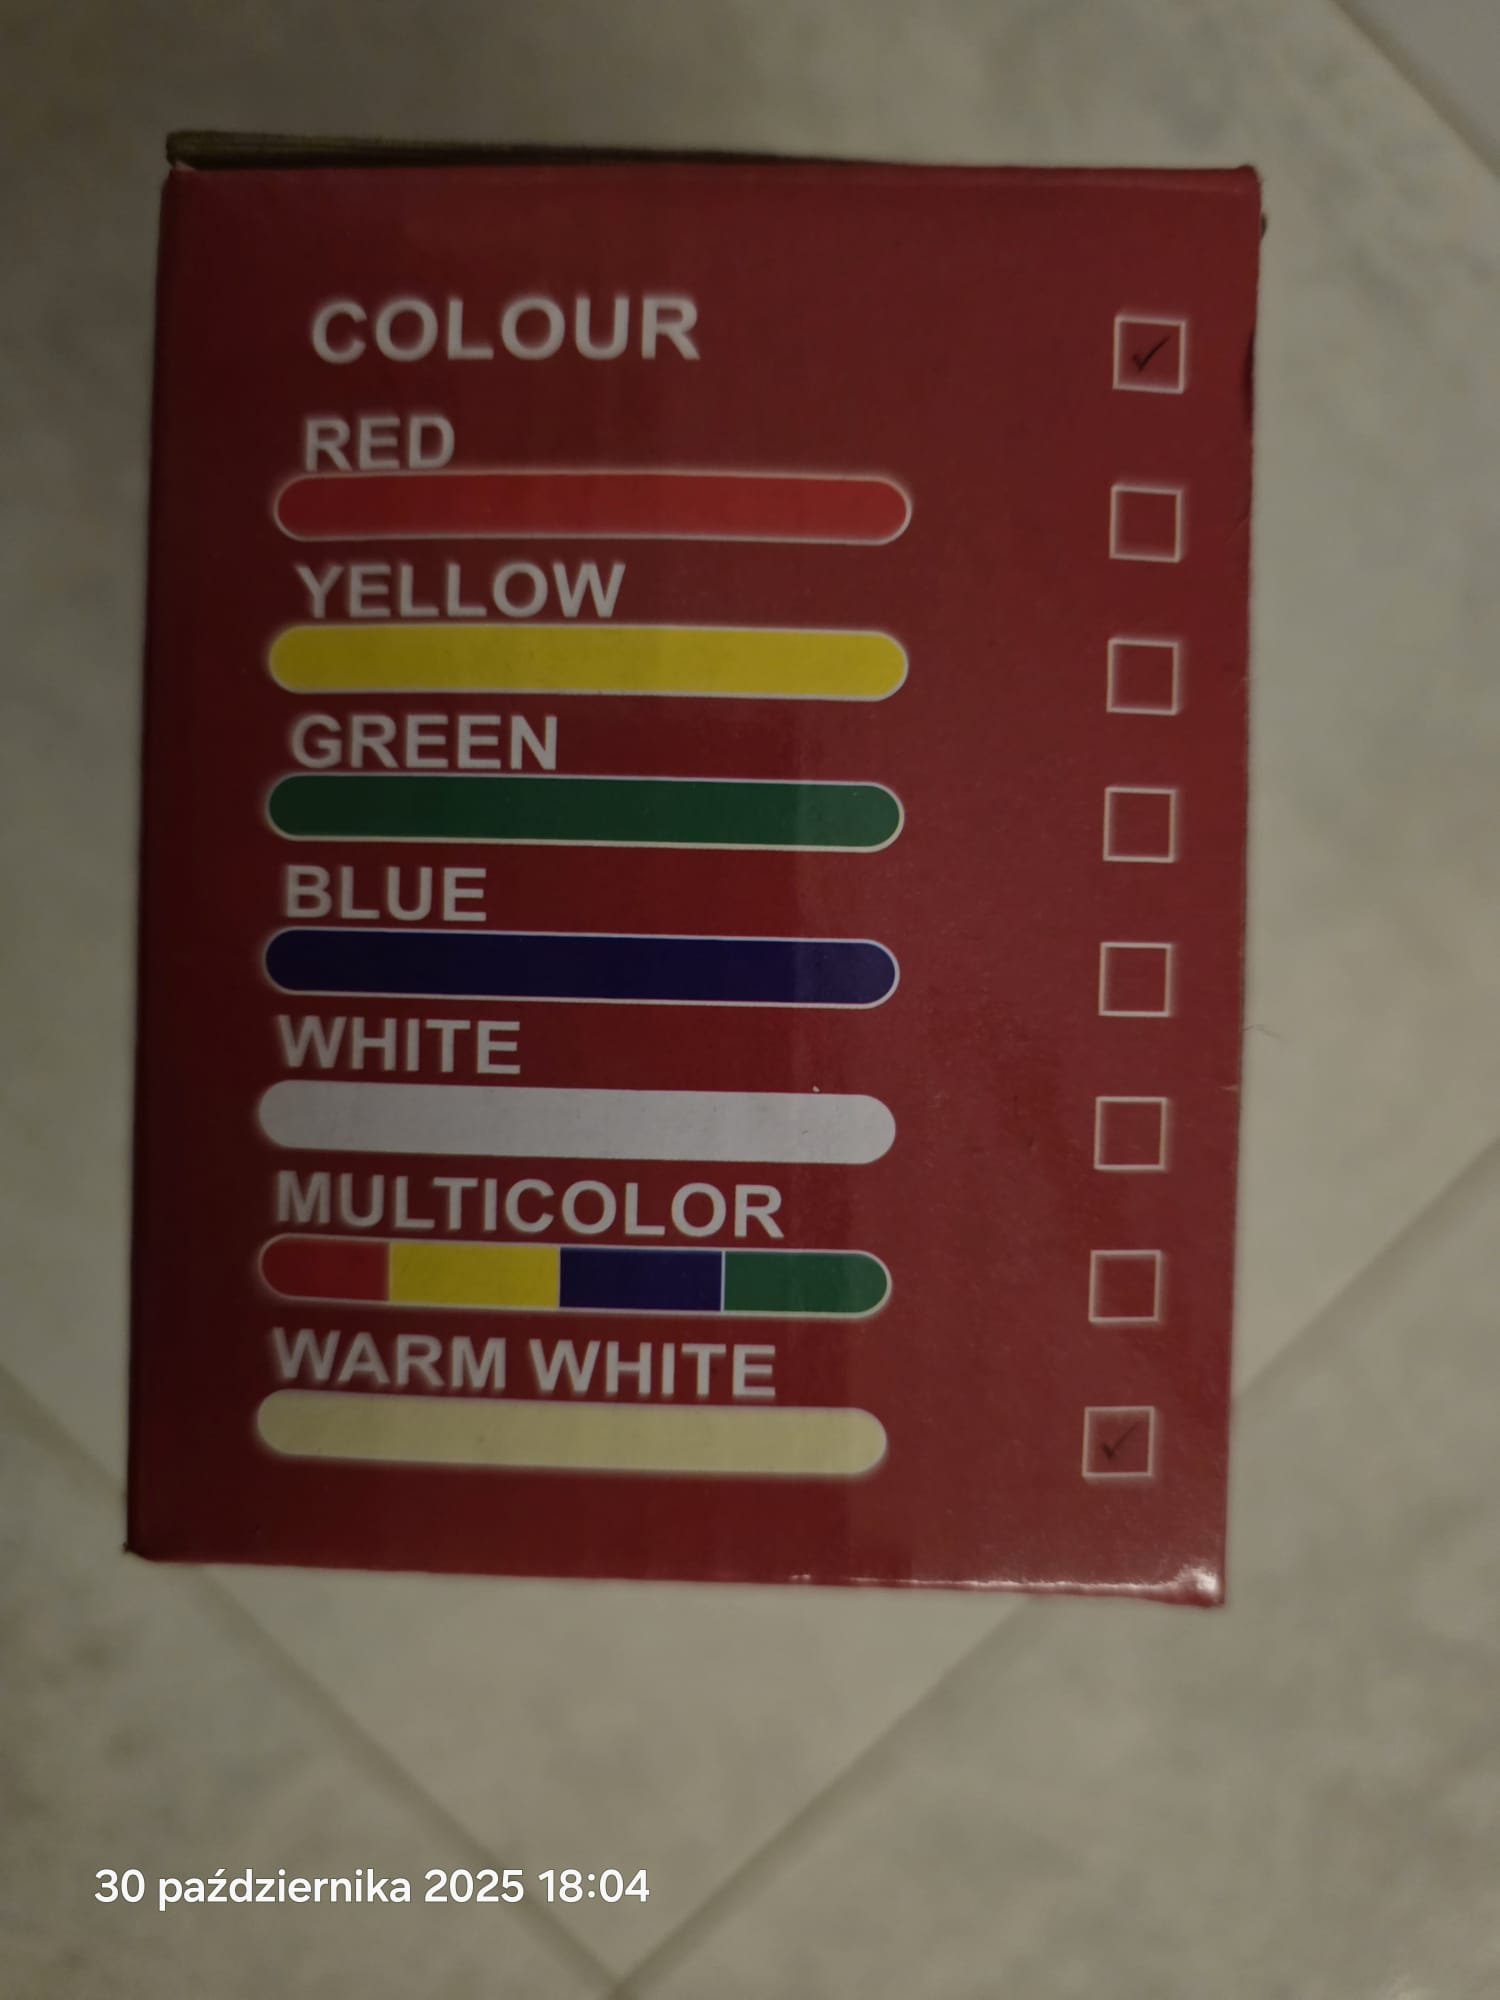 COLOUR
RED
YELLOW
GREEN
BLUE
WHITE
MULTICOLOR
WARM WHITE
30 października 2025 18:04